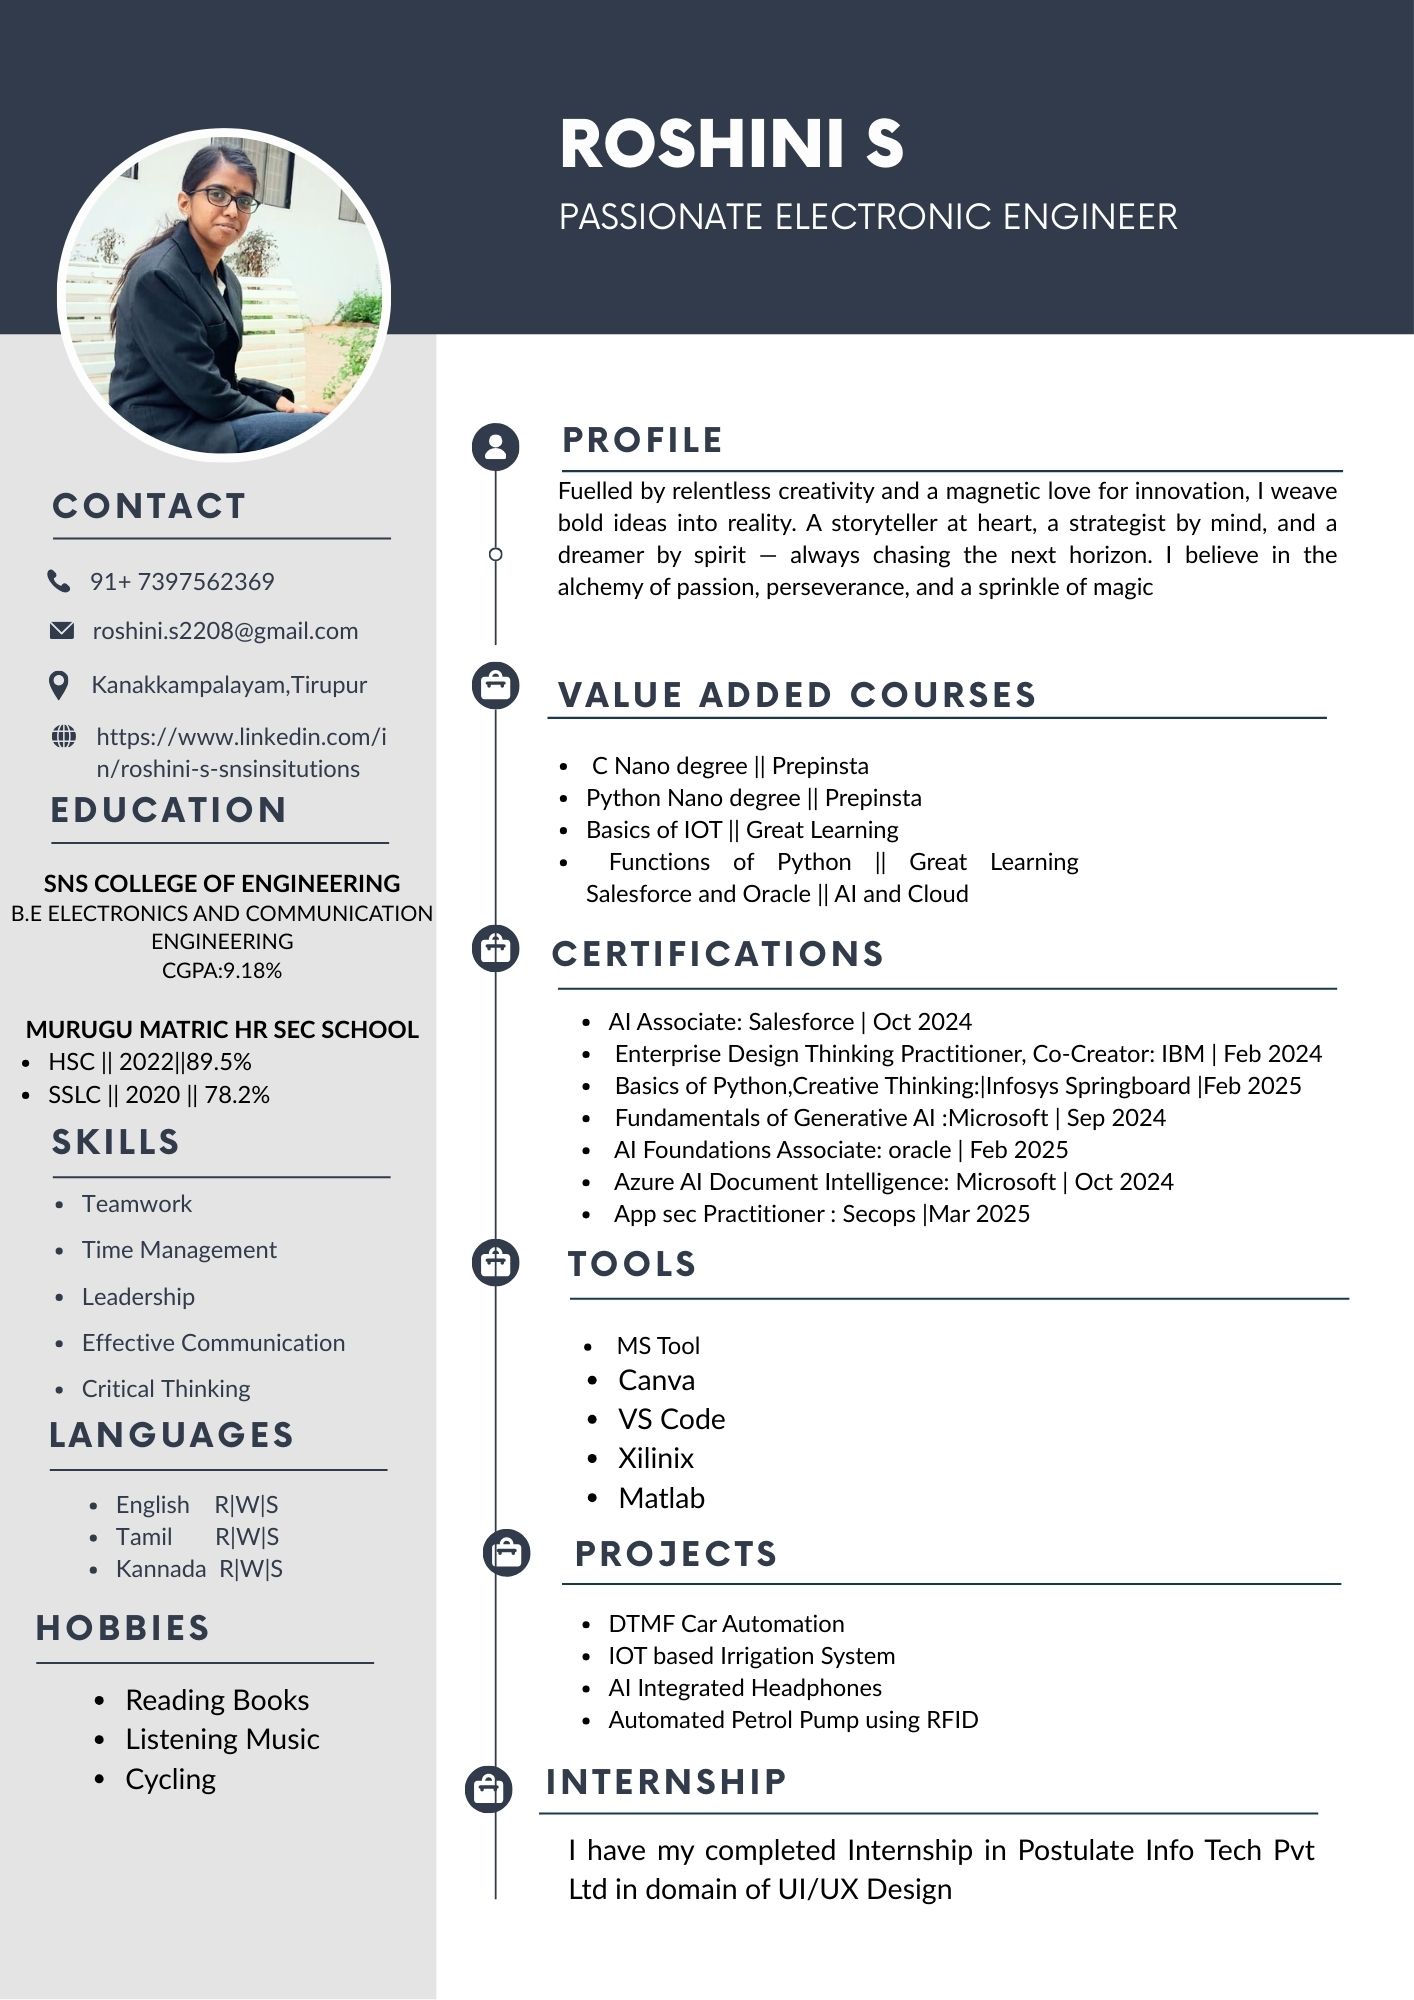 ROSHINI S
PASSIONATE ELECTRONIC ENGINEER
CONTACT
91+ 7397562369
roshini.s2208@gmail.com
Kanakkampalayam,Tirupur
https://www.linkedin.com/i
n/roshini-s-snsinsitutions
EDUCATION
SNS COLLEGE OF ENGINEERING
B.E ELECTRONICS AND COMMUNICATION
ENGINEERING
CGPA:9.18%
MURUGU MATRIC HR SEC SCHOOL
• HSC || 2022||89.5%
• SSLC || 2020 || 78.2%
SKILLS
• Teamwork
• Time Management
• Leadership
• Effective Communication
• Critical Thinking
LANGUAGES
• English R|W|S
• Tamil R|W|S
• Kannada R|W|S
HOBBIES
• Reading Books
• Listening Music
• Cycling
PROFILE
Fuelled by relentless creativity and a magnetic love for innovation, I weave
bold ideas into reality. A storyteller at heart, a strategist by mind, and a
dreamer by spirit — always chasing the next horizon. I believe in the
alchemy of passion, perseverance, and a sprinkle of magic
VALUE ADDED COURSES
• C Nano degree || Prepinsta
• Python Nano degree || Prepinsta
• Basics of IOT || Great Learning
• Functions of Python || Great Learning
Salesforce and Oracle || AI and Cloud
CERTIFICATIONS
• AI Associate: Salesforce | Oct 2024
• Enterprise Design Thinking Practitioner, Co-Creator: IBM | Feb 2024
• Basics of Python,Creative Thinking:|Infosys Springboard |Feb 2025
• Fundamentals of Generative AI :Microsoft | Sep 2024
• AI Foundations Associate: oracle | Feb 2025
• Azure AI Document Intelligence: Microsoft | Oct 2024
• App sec Practitioner : Secops |Mar 2025
TOOLS
• MS Tool
• Canva
• VS Code
• Xilinix
• Matlab
PROJECTS
• DTMF Car Automation
• IOT based Irrigation System
• AI Integrated Headphones
• Automated Petrol Pump using RFID
INTERNSHIP
I have my completed Internship in Postulate Info Tech Pvt
Ltd in domain of UI/UX Design